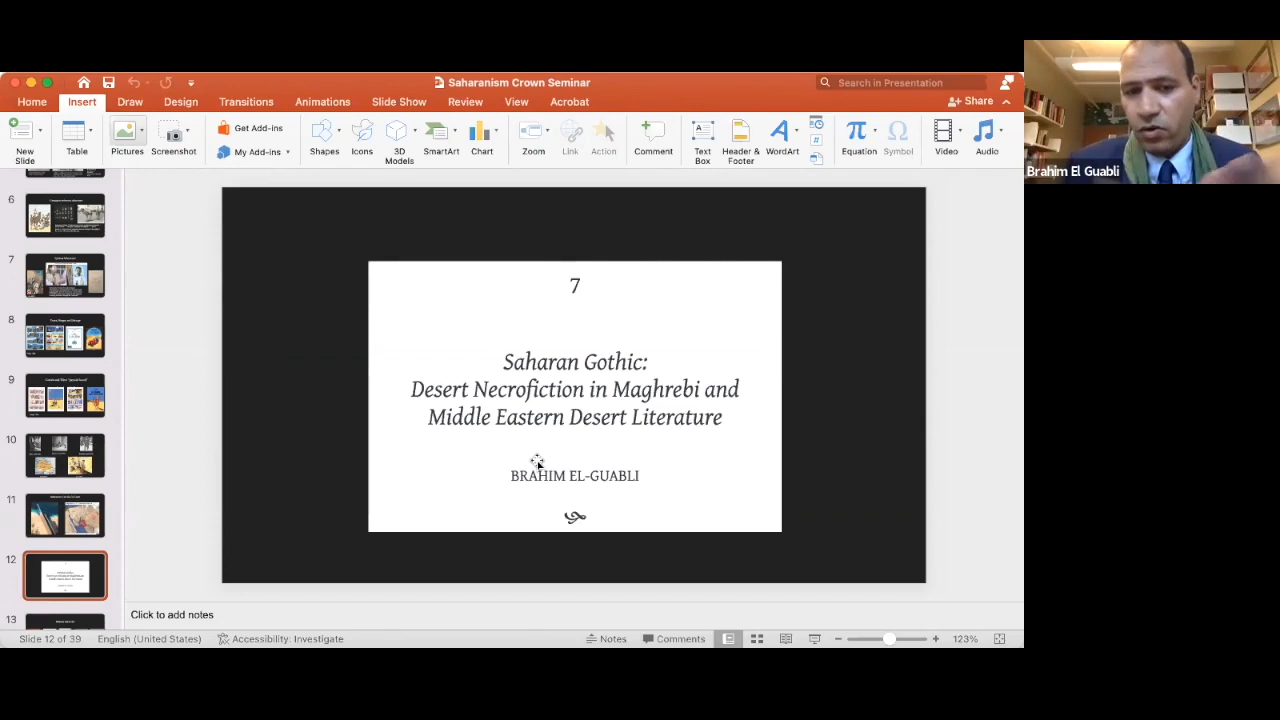 Saharanism Crown Seminar
Search in Presentation
Home Insert Draw Design Transitions Animations Slide Show Review View Acrobat
Share
New Slide
Table
Pictures
Screenshot
Get Add-ins
My Add-ins
Shapes
Icons
3D Models
SmartArt
Chart
Zoom
Link
Action
Comment
Text Box
Header & Footer
WordArt
Equation
Symbol
Video
Audio
Brahim El Guabli
6
7
8
9
10
11
12
13
7
Saharan Gothic:
Desert Necrofiction in Maghrebi and
Middle Eastern Desert Literature
BRAHIM EL-GUABLI
Click to add notes
Slide 12 of 39 English (United States) Accessibility: Investigate Notes Comments 123%